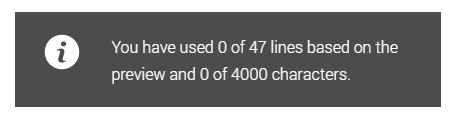 You have used 0 of 47 lines based on the
preview and 0 of 4000 characters.